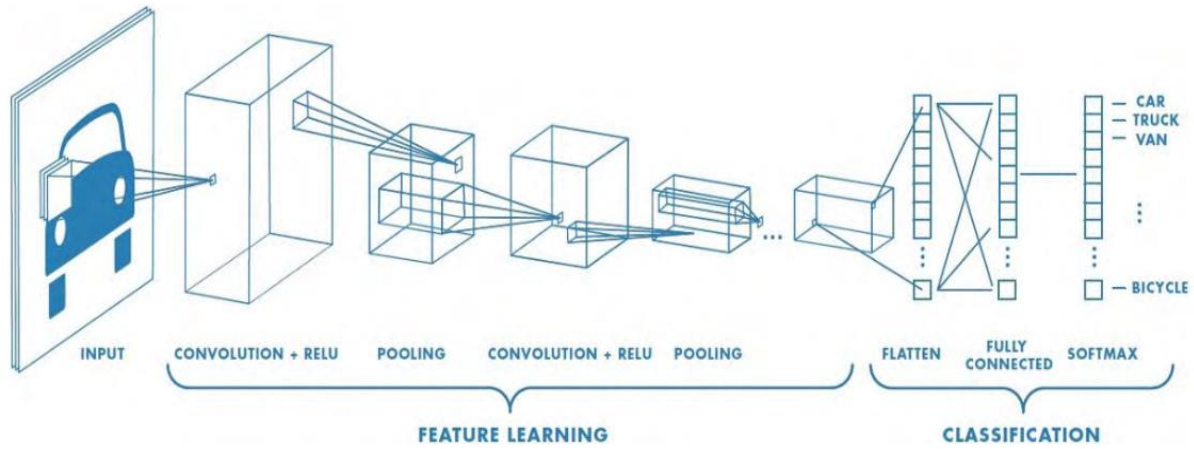 CAR
TRUCK
VAN
...
BICYCLE
INPUT
CONVOLUTION + RELU
POOLING
CONVOLUTION + RELU
POOLING
FLATTEN
FULLY
CONNECTED
SOFTMAX
FEATURE LEARNING
CLASSIFICATION